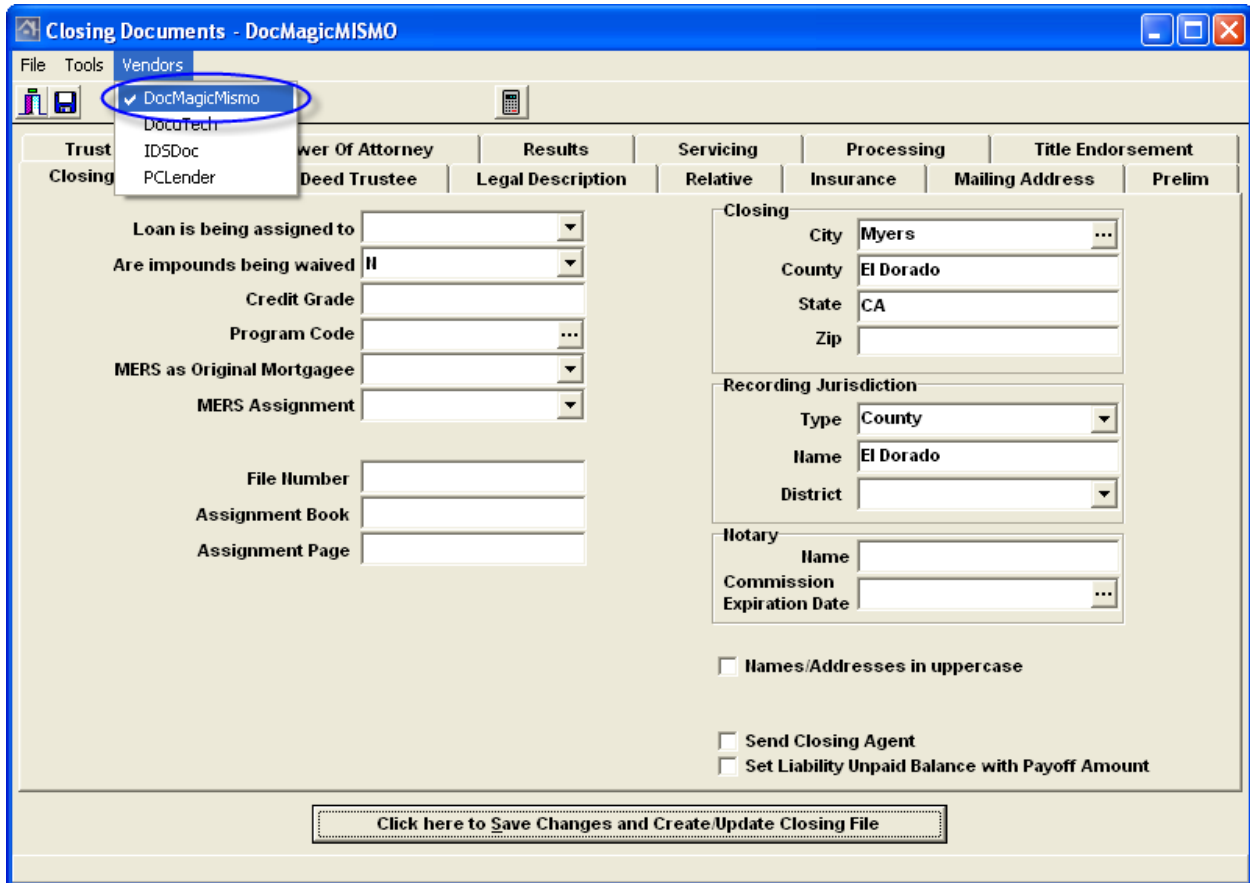 Closing Documents - DocMagicMISMO
File Tools Vendors
DocMagicMismo
DocuTech
IDSDoc
PCLender
Trust wer Of Attorney Results Servicing Processing Title Endorsement
Closing Deed Trustee Legal Description Relative Insurance Mailing Address Prelim
Loan is being assigned to
Are impounds being waived N
Credit Grade
Program Code ...
MERS as Original Mortgagee
MERS Assignment
File Number
Assignment Book
Assignment Page
Closing
City Myers ...
County El Dorado
State CA
Zip
Recording Jurisdiction
Type County
Name El Dorado
District
Notary
Name
Commission
Expiration Date ...
Names/Addresses in uppercase
Send Closing Agent
Set Liability Unpaid Balance with Payoff Amount
Click here to Save Changes and Create/Update Closing File